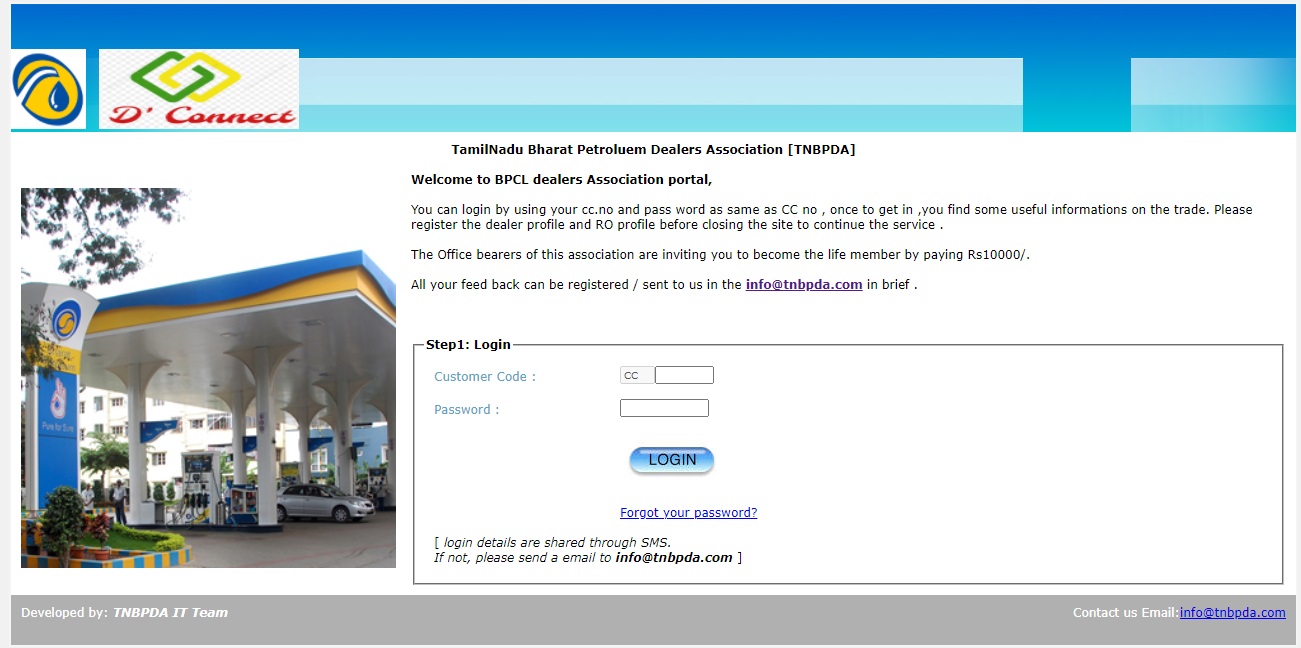 D' Connect
TamilNadu Bharat Petroluem Dealers Association [TNBPDA]
Welcome to BPCL dealers Association portal,
You can login by using your cc.no and pass word as same as CC no , once to get in ,you find some useful informations on the trade. Please
register the dealer profile and RO profile before closing the site to continue the service .
The Office bearers of this association are inviting you to become the life member by paying Rs10000/.
All your feed back can be registered / sent to us in the info@tnbpda.com in brief .
Pure for Sure
Step1: Login
Customer Code : CC
Password :
LOGIN
Forgot your password?
[ login details are shared through SMS.
If not, please send a email to info@tnbpda.com ]
Developed by: TNBPDA IT Team
Contact us Email:info@tnbpda.com